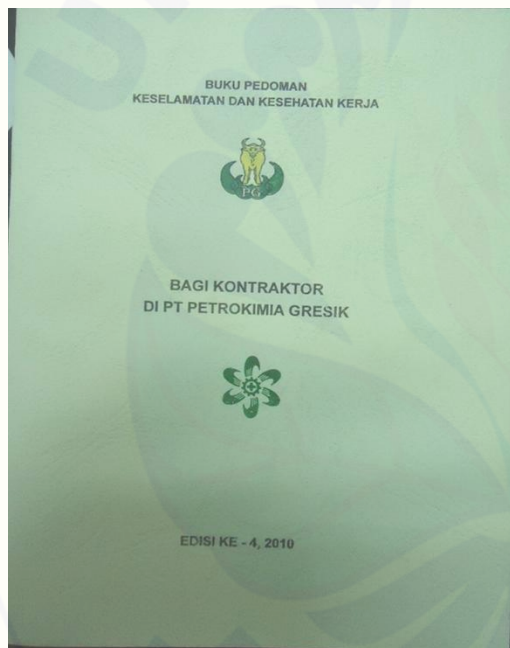 BUKU PEDOMAN
KESELAMATAN DAN KESEHATAN KERJA
PG
BAGI KONTRAKTOR
DI PT PETROKIMIA GRESIK
EDISI KE - 4, 2010